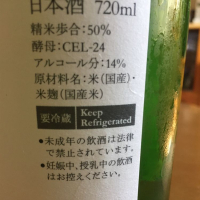 日本酒 720ml
精米歩合:50%
酵母:CEL-24
アルコール分:14%
原材料名:米(国産)・
米麹(国産米)
要冷蔵 Keep
Refrigerated
●未成年の飲酒は法律
で禁止されています。
●妊娠中、授乳中の飲酒
はお控えください。